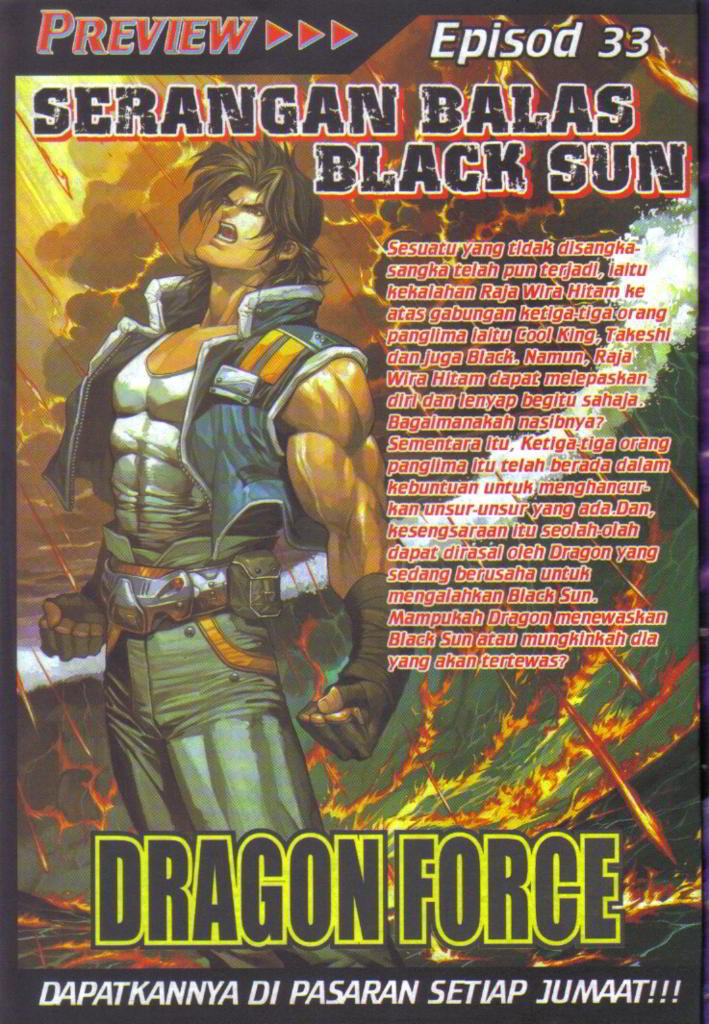 PREVIEW
Episod 33
SERANGAN BALAS
BLACK SUN
Sesuatu yang tidak disangka-
sangka telah pun terjadi, iaitu
kekalahan Raja Wira Hitam ke
atas gabungan ketiga-tiga orang
panglima iaitu Cool King, Takeshi
dan juga Black. Namun, Raja
Wira Hitam dapat melepaskan
diri dan lenyap begitu sahaja.
Bagaimanakah nasibnya?
Sementara itu, Ketiga-tiga orang
panglima itu telah berada dalam
kebuntuan untuk menghancur-
kan unsur-unsur yang ada.Dan,
kesengsaraan itu seolah-olah
dapat dirasai oleh Dragon yang
sedang berusaha untuk
mengalahkan Black Sun.
Mampukah Dragon menewaskan
Black Sun atau mungkinkah dia
yang akan tertewas?
DRAGON FORCE
DAPATKANNYA DI PASARAN SETIAP JUMAAT!!!